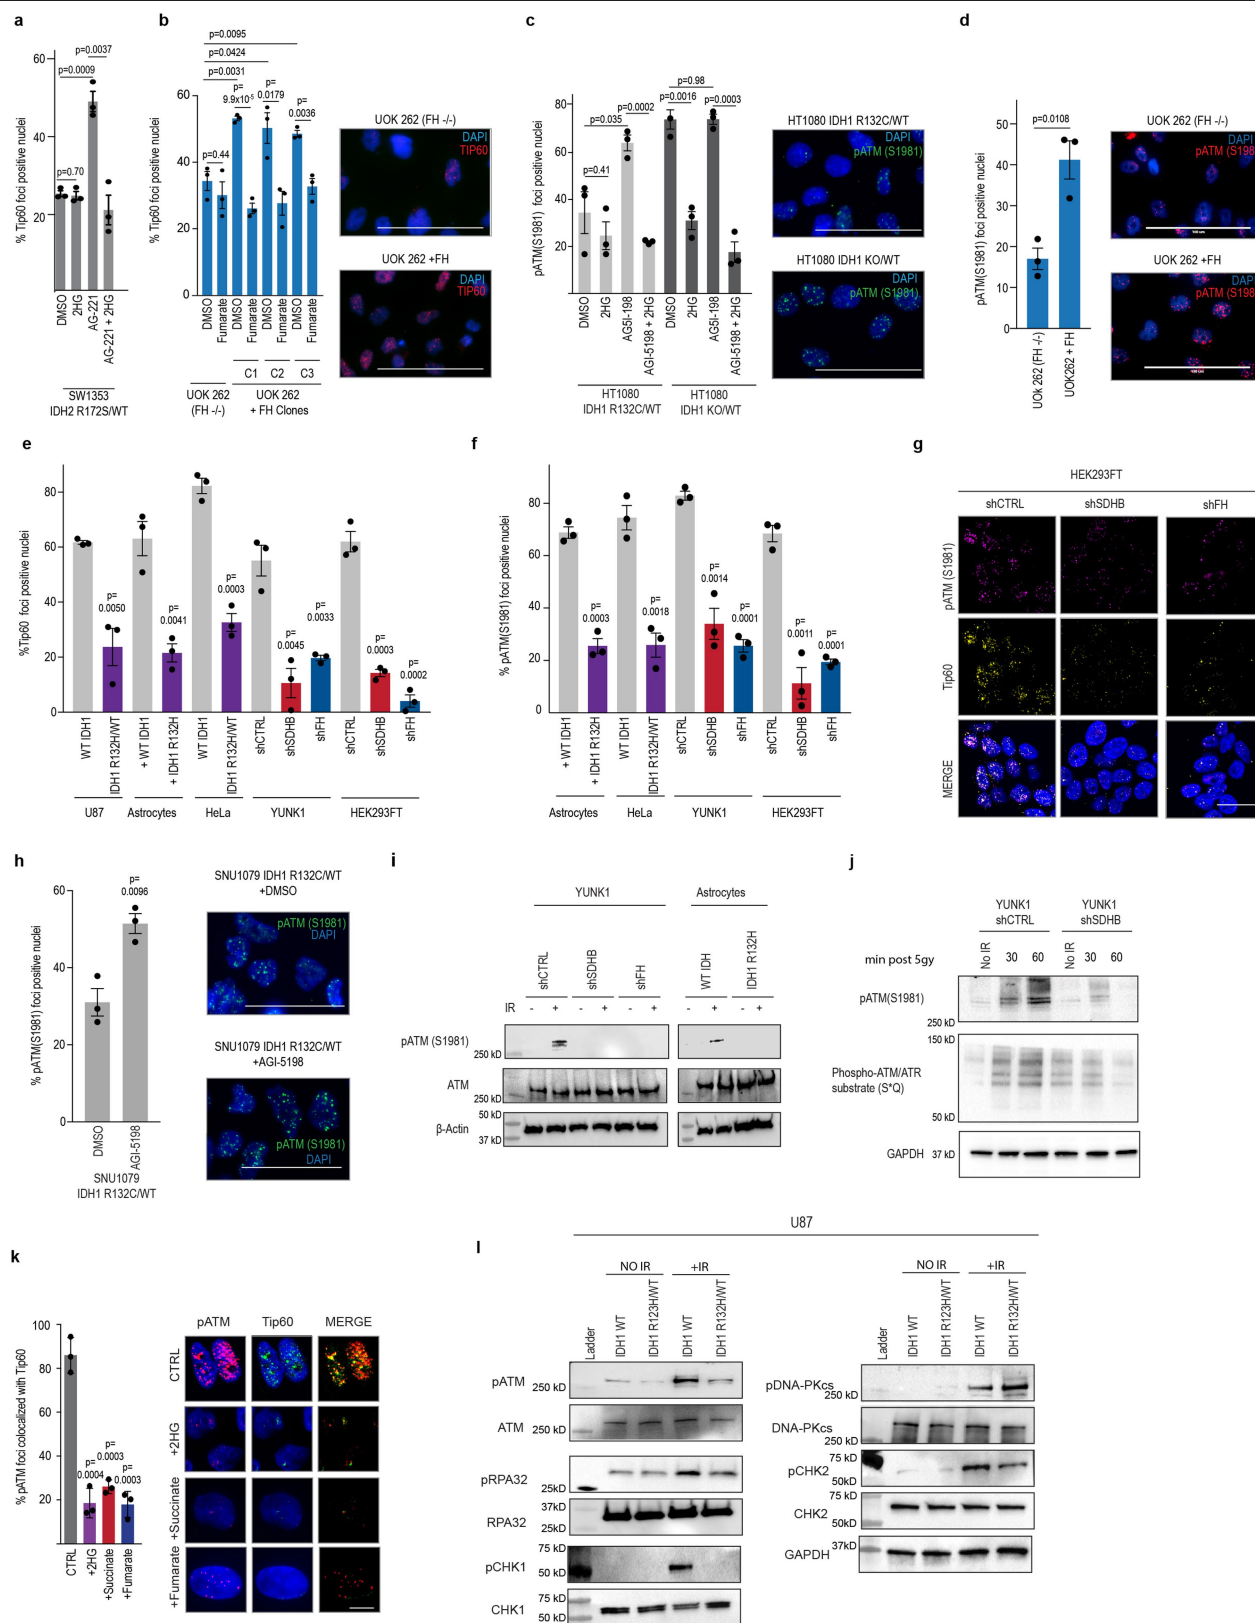 a
% Tip60 foci positive nuclei
60
40
20
p=0.0037
p=0.0009
p=0.70
DMSO
2HG
AG-221
AG-221 + 2HG
SW1353
IDH2 R172S/WT
b
% Tip60 foci positive nuclei
60
40
20
0
p=0.0095
p=0.0424
p=0.0031
p=
9.9x10-5
p=
0.0179
p=
0.0036
p=0.44
DMSO
Fumarate
DMSO
Fumarate
DMSO
Fumarate
DMSO
Fumarate
C1
C2
C3
UOK 262
(FH -/-)
UOK 262
+ FH Clones
UOK 262 (FH -/-)
DAPI
TIP60
UOK 262 +FH
DAPI
TIP60
c
pATM(S1981) foci positive nuclei
80
60
40
20
p=0.98
p=0.0016
p=0.0003
p=0.035
p=0.0002
p=0.41
DMSO
2HG
AG5I-198
AGI-5198 + 2HG
DMSO
2HG
AG5I-198
AGI-5198 + 2HG
HT1080
IDH1 R132C/WT
HT1080
IDH1 KO/WT
HT1080 IDH1 R132C/WT
DAPI
pATM (S1981)
HT1080 IDH1 KO/WT
DAPI
pATM (S1981)
d
pATM(S1981) foci positive nuclei
50
40
30
20
10
0
p=0.0108
UOk 262 (FH -/-)
UOK262 + FH
UOK 262 (FH -/-)
DAPI
pATM (S198
UOK 262 +FH
DAPI
pATM (S198
e
%Tip60 foci positive nuclei
80
60
40
20
0
p=
0.0050
p=
0.0041
p=
0.0003
p=
0.0045
p=
0.0033
p=
0.0003
p=
0.0002
WT IDH1
IDH1 R132H/WT
+ WT IDH1
+ IDH1 R132H
WT IDH1
IDH1 R132H/WT
shCTRL
shSDHB
shFH
shCTRL
shSDHB
shFH
U87
Astrocytes
HeLa
YUNK1
HEK293FT
f
% pATM(S1981) foci positive nuclei
80
60
40
20
0
p=
0.0003
p=
0.0018
p=
0.0014
p=
0.0001
p=
0.0011
p=
0.0001
+ WT IDH1
+ IDH1 R132H
WT IDH1
IDH1 R132H/WT
shCTRL
shSDHB
shFH
shCTRL
shSDHB
shFH
Astrocytes
HeLa
YUNK1
HEK293FT
g
HEK293FT
shCTRL
shSDHB
shFH
pATM (S1981)
Tip60
MERGE
h
% pATM(S1981) foci positive nuclei
60
40
20
0
p=
0.0096
DMSO
AGI-5198
SNU1079
IDH1 R132C/WT
SNU1079 IDH1 R132C/WT
+DMSO
pATM (S1981)
DAPI
SNU1079 IDH1 R132C/WT
+AGI-5198
pATM (S1981)
DAPI
i
YUNK1
Astrocytes
shCTRL
shSDHB
shFH
WT IDH
IDH1 R132H
IR - + - + - + - + - +
pATM (S1981)
250 kD
ATM
250 kD
50 kD
β-Actin
37 kD
j
YUNK1
shCTRL
YUNK1
shSDHB
min post 5gy
No IR 30 60 No IR 30 60
pATM(S1981)
250 kD
150 kD
Phospho-ATM/ATR
substrate (S*Q)
50 kD
GAPDH 37 kD
k
% pATM foci colocalized with Tip60
100
80
60
40
20
p=
0.0004
p=
0.0003
p=
0.0003
CTRL
+2HG
+Succinate
+Fumarate
pATM Tip60 MERGE
CTRL
+2HG
+Succinate
+Fumarate
l
U87
NO IR
+IR
Ladder
IDH1 WT
IDH1 R123H/WT
IDH1 WT
IDH1 R132H/WT
pATM 250 kD
ATM 250 kD
pRPA32
25kD
37kD
RPA32
25kD
75 kD
pCHK1
50 kD
75 kD
CHK1
50 kD
NO IR
+IR
Ladder
IDH1 WT
IDH1 R123H/WT
IDH1 WT
IDH1 R132H/WT
pDNA-PKcs
250 kD
DNA-PKcs
250 kD
75 kD
pCHK2
50kD
75 kD
CHK2
50kD
37kD
GAPDH